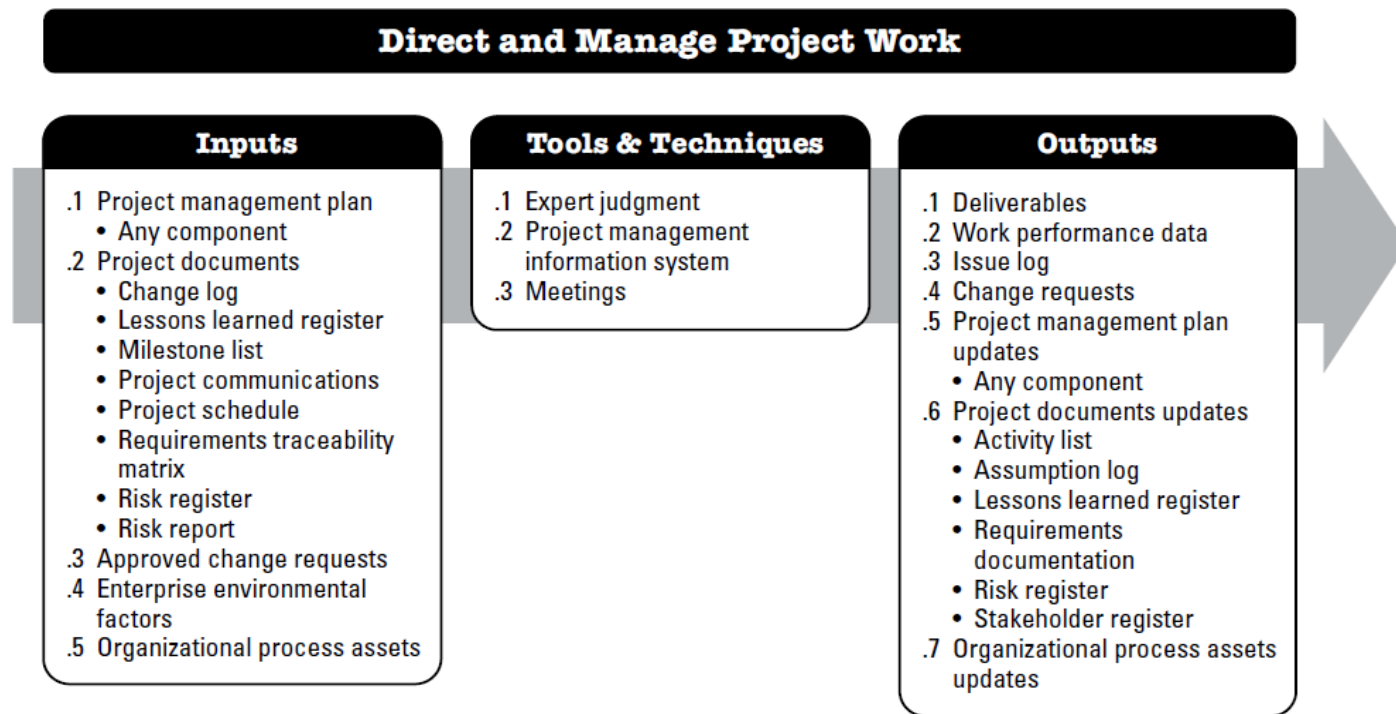 Direct and Manage Project Work
Inputs
.1 Project management plan
• Any component
.2 Project documents
• Change log
• Lessons learned register
• Milestone list
• Project communications
• Project schedule
• Requirements traceability
matrix
• Risk register
• Risk report
.3 Approved change requests
.4 Enterprise environmental
factors
.5 Organizational process assets
Tools & Techniques
.1 Expert judgment
.2 Project management
information system
.3 Meetings
Outputs
.1 Deliverables
.2 Work performance data
.3 Issue log
.4 Change requests
.5 Project management plan
updates
• Any component
.6 Project documents updates
• Activity list
• Assumption log
• Lessons learned register
• Requirements
documentation
• Risk register
• Stakeholder register
.7 Organizational process assets
updates